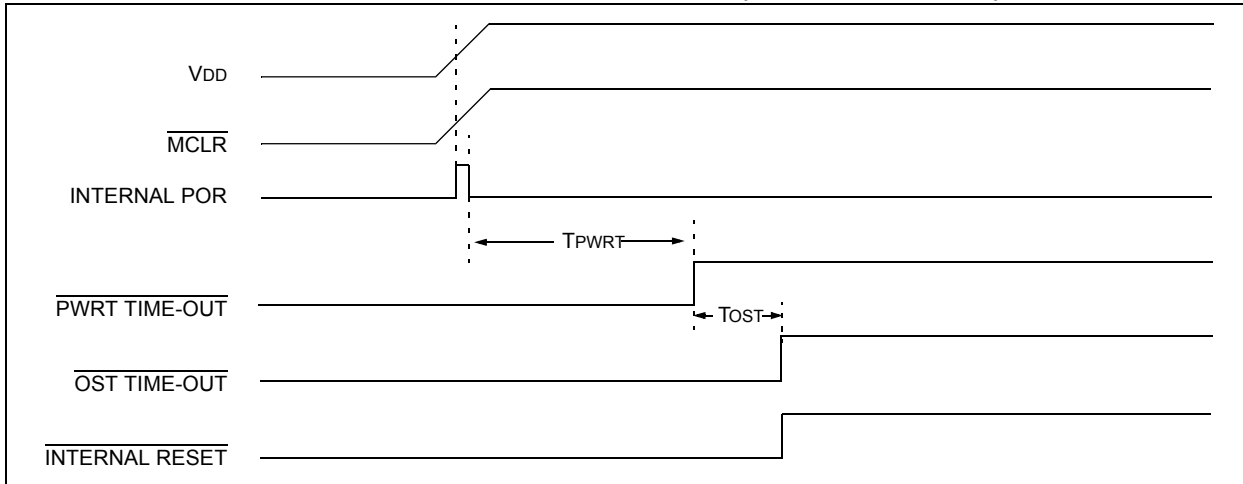 VDD
MCLR
INTERNAL POR
TPWRT
PWRT TIME-OUT
TOST
OST TIME-OUT
INTERNAL RESET